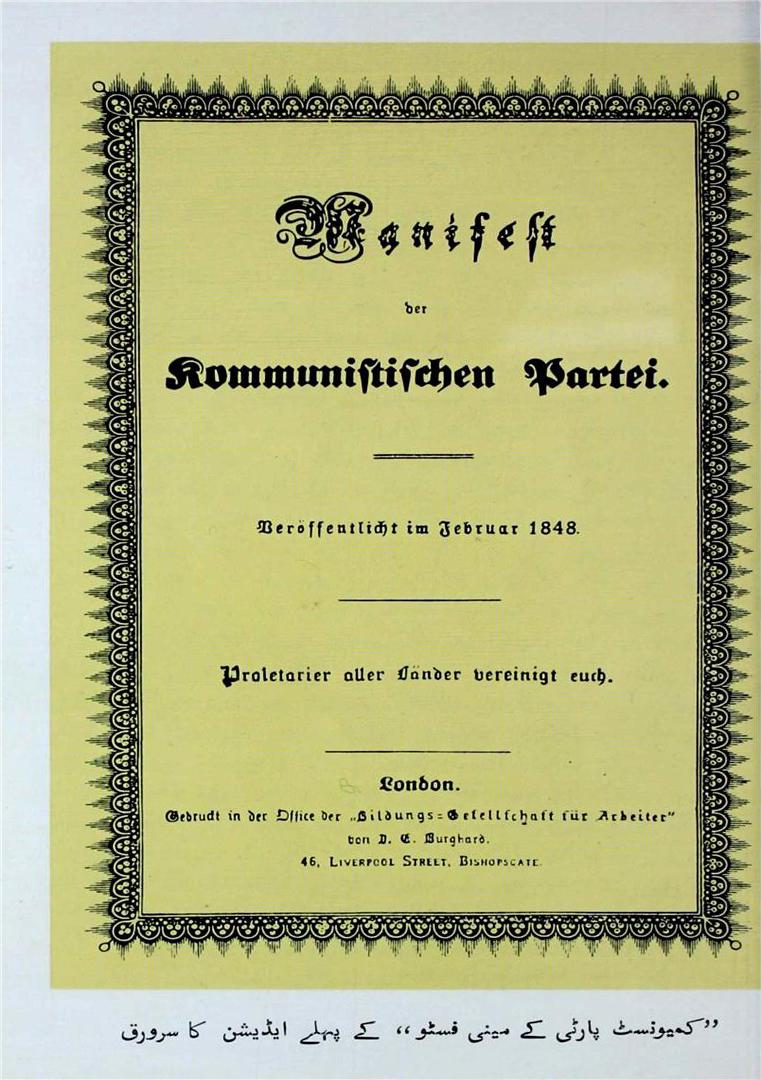 Manifest
der
Kommunistischen Partei.
Veröffentlicht im Februar 1848.
Proletarier aller Länder vereinigt euch.
London.
Gedruckt in der Office der „Bildungs=Gesellschaft für Arbeiter"
von J. E. Burghard.
46, LIVERPOOL STREET, BISHOPSGATE.
”کمیونسٹ پارٹی کے مینی فسٹو“ کے پہلے ایڈیشن کا سرورق